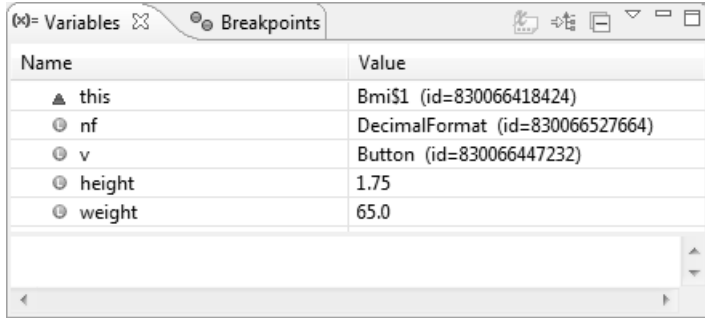 (x)= Variables Breakpoints
Name Value
this Bmi$1 (id=830066418424)
nf DecimalFormat (id=830066527664)
v Button (id=830066447232)
height 1.75
weight 65.0